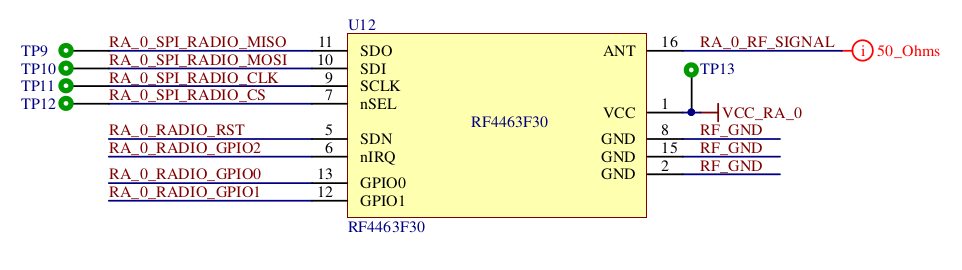 U12
TP9 RA_0_SPI_RADIO_MISO 11 SDO ANT 16 RA_0_RF_SIGNAL i 50_Ohms
TP10 RA_0_SPI_RADIO_MOSI 10 SDI TP13
TP11 RA_0_SPI_RADIO_CLK 9 SCLK
TP12 RA_0_SPI_RADIO_CS 7 nSEL
VCC 1 VCC_RA_0
RF4463F30
RA_0_RADIO_RST 5 SDN GND 8 RF_GND
RA_0_RADIO_GPIO2 6 nIRQ GND 15 RF_GND
GND 2 RF_GND
RA_0_RADIO_GPIO0 13 GPIO0
RA_0_RADIO_GPIO1 12 GPIO1
RF4463F30